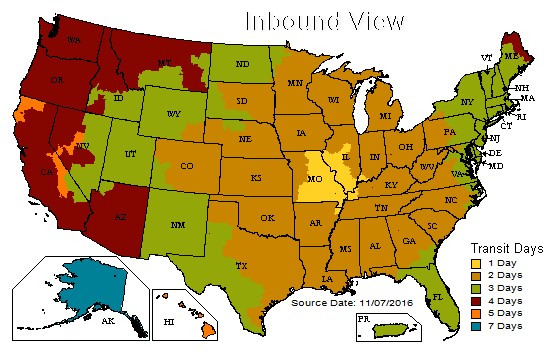 Inbound View
WA
OR
CA
NV
ID
MT
WY
UT
AZ
CO
NM
ND
SD
NE
KS
OK
TX
MN
IA
MO
AR
LA
WI
IL
MI
IN
OH
KY
TN
MS
AL
GA
FL
SC
NC
VA
WV
PA
NY
VT
ME
NH
MA
RI
CT
NJ
DE
MD
AK
HI
PR
Transit Days
1 Day
2 Days
3 Days
4 Days
5 Days
7 Days
Source Date: 11/07/2016